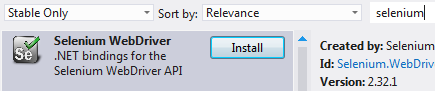 Stable Only Sort by: Relevance selenium
Selenium WebDriver
.NET bindings for the
Selenium WebDriver API
Install
Se
Created by: Selenium
Id: Selenium.WebDriv
Version: 2.32.1